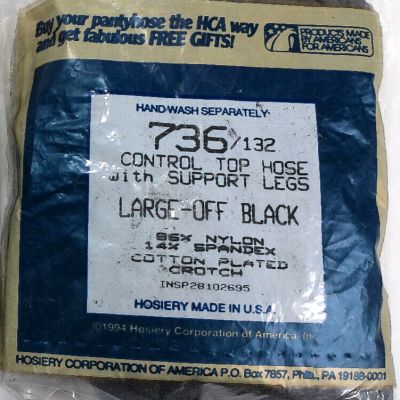 Buy your pantyhose the HCA way
and get fabulous FREE GIFTS!
PRODUCTS MADE
BY AMERICANS
FOR AMERICANS
HAND-WASH SEPARATELY
736/132
CONTROL TOP HOSE
with SUPPORT LEGS
LARGE-OFF BLACK
86% NYLON
14% SPANDEX
COTTON PLATED
CROTCH
INSP28102695
HOSIERY MADE IN U.S.A.
©1994 Hosiery Corporation of America, Inc.
HOSIERY CORPORATION OF AMERICA P.O. Box 7857, Phila., PA 19188-0001